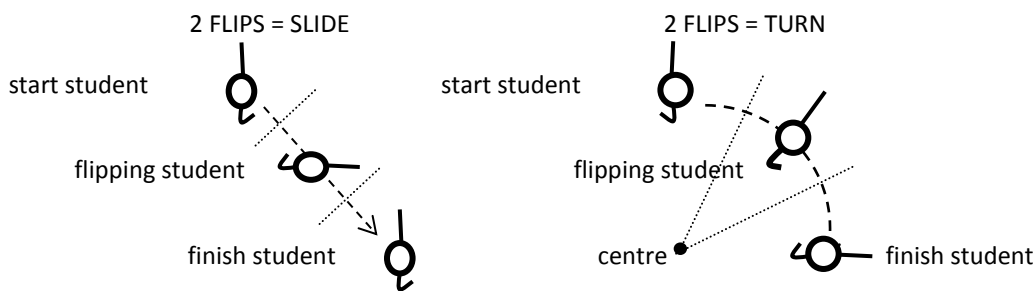 2 FLIPS = SLIDE
start student
flipping student
finish student
2 FLIPS = TURN
start student
flipping student
centre
finish student